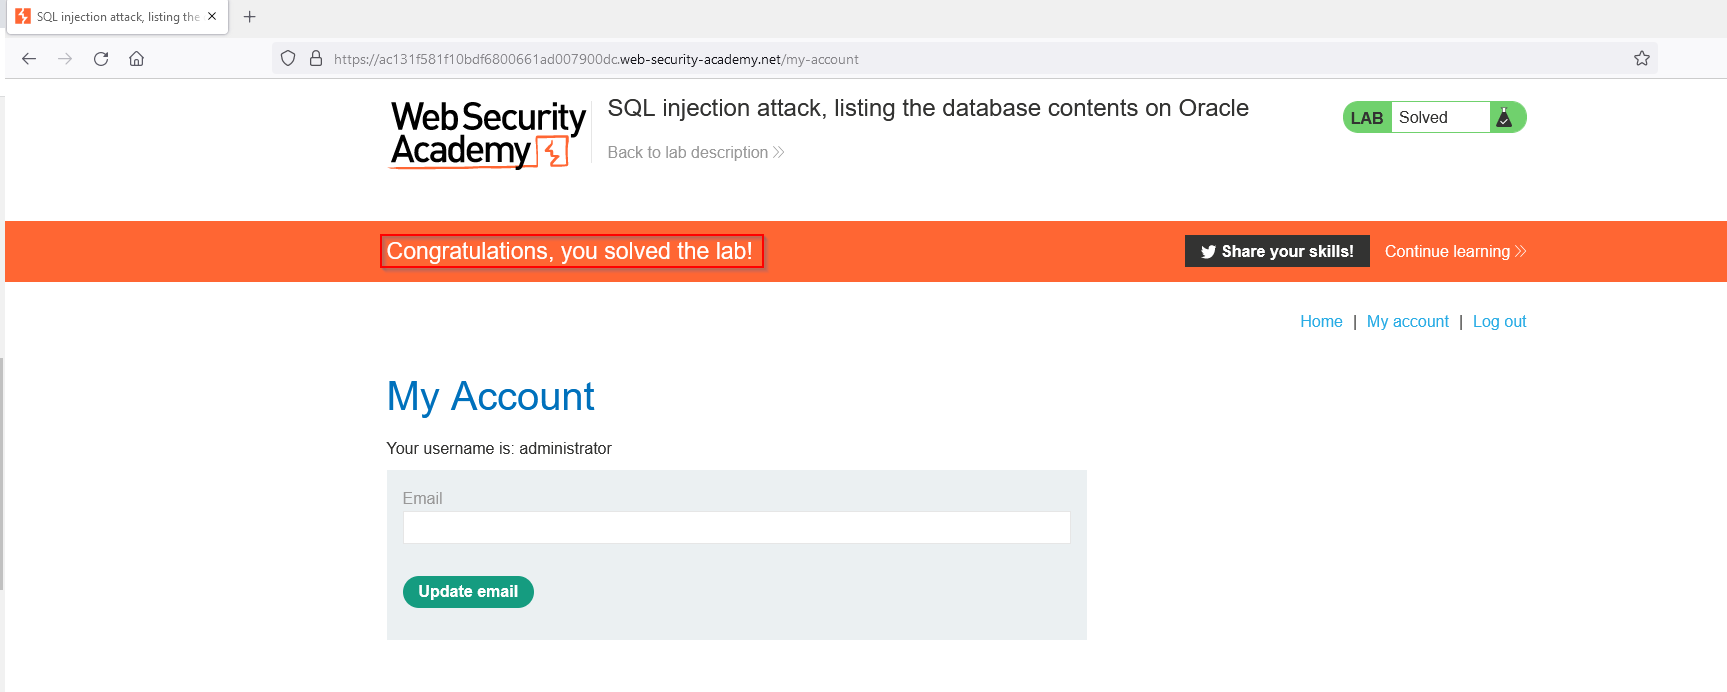 SQL injection attack, listing the
https://ac131f581f10bdf6800661ad007900dc.web-security-academy.net/my-account
Web Security
Academy
SQL injection attack, listing the database contents on Oracle
Back to lab description
LAB Solved
Congratulations, you solved the lab!
Share your skills!
Continue learning
Home | My account | Log out
My Account
Your username is: administrator
Email
Update email